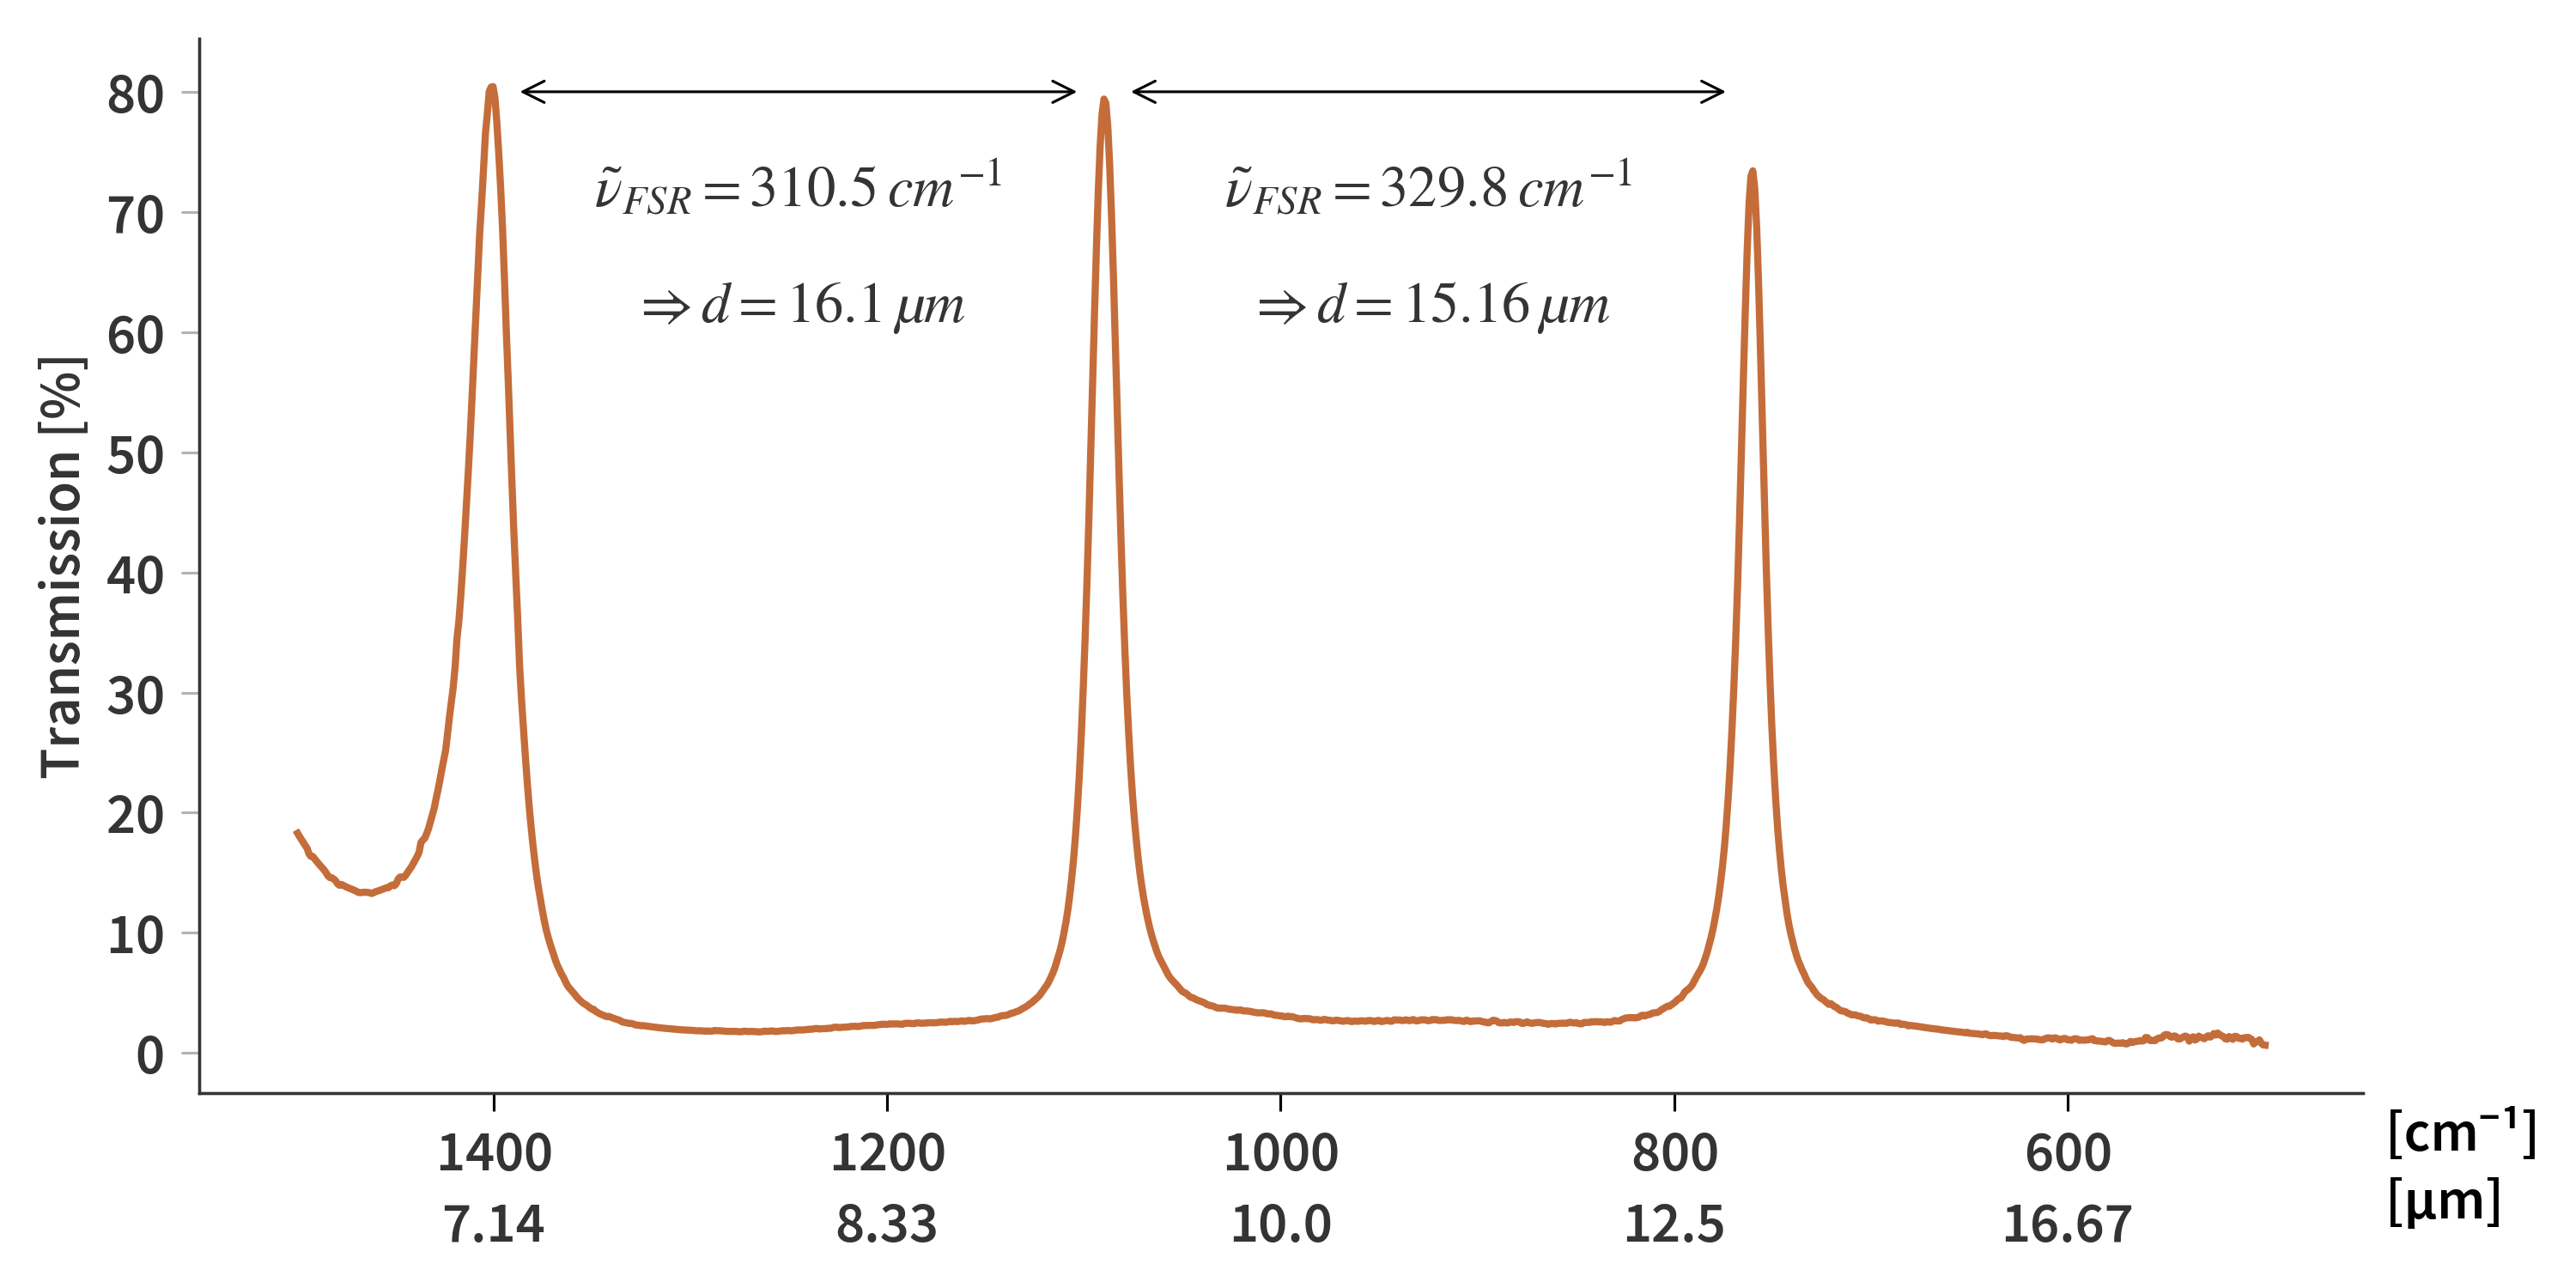 Transmission [%]
80
70
60
50
40
30
20
10
0
ν̃_FSR = 310.5 cm⁻¹
⇒ d = 16.1 μm
ν̃_FSR = 329.8 cm⁻¹
⇒ d = 15.16 μm
1400 1200 1000 800 600 [cm⁻¹]
7.14 8.33 10.0 12.5 16.67 [μm]